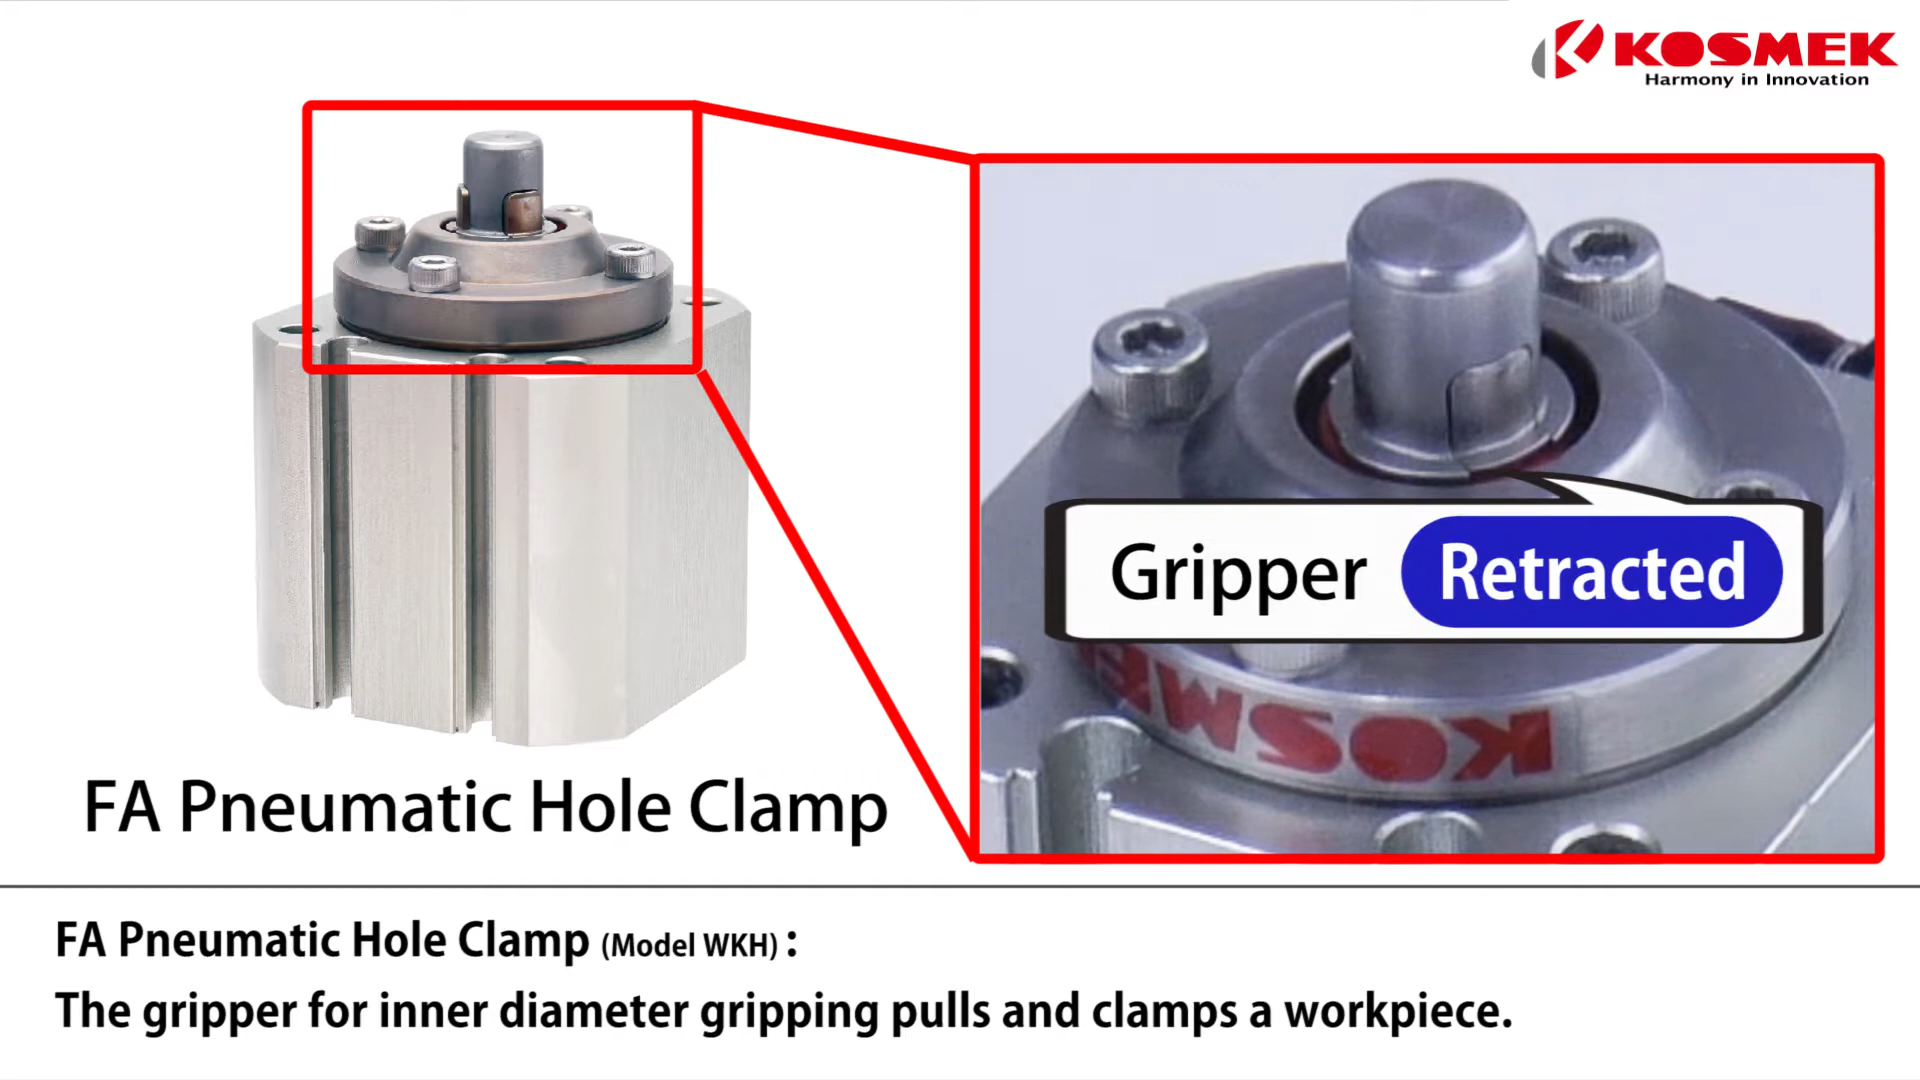 KOSMEK
Harmony in Innovation
Gripper Retracted
KOSME
FA Pneumatic Hole Clamp
FA Pneumatic Hole Clamp (Model WKH) :
The gripper for inner diameter gripping pulls and clamps a workpiece.